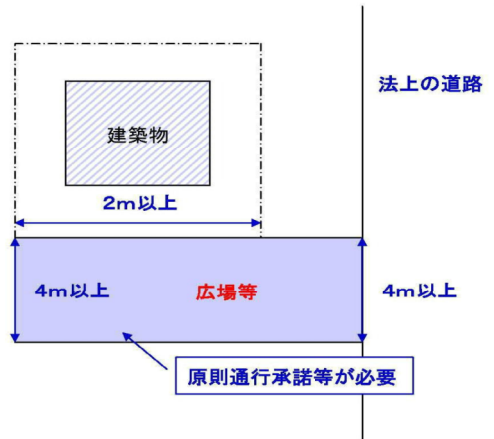 法上の道路
建築物
2m以上
4m以上
広場等
4m以上
原則通行承諾等が必要